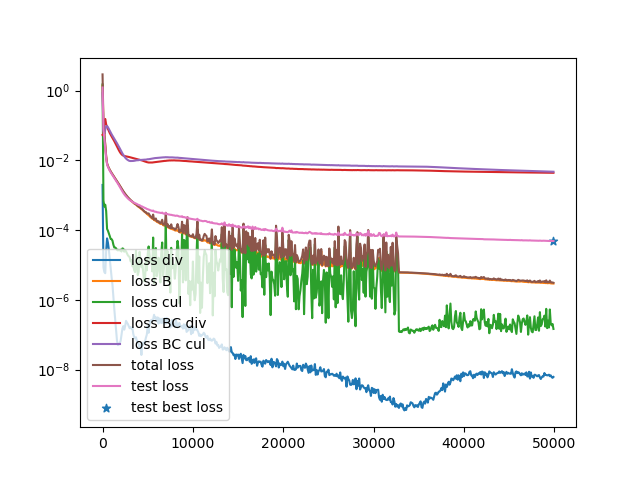 10^0
10^-2
10^-4
10^-6
10^-8
loss div
loss B
loss cul
loss BC div
loss BC cul
total loss
test loss
test best loss
0
10000
20000
30000
40000
50000